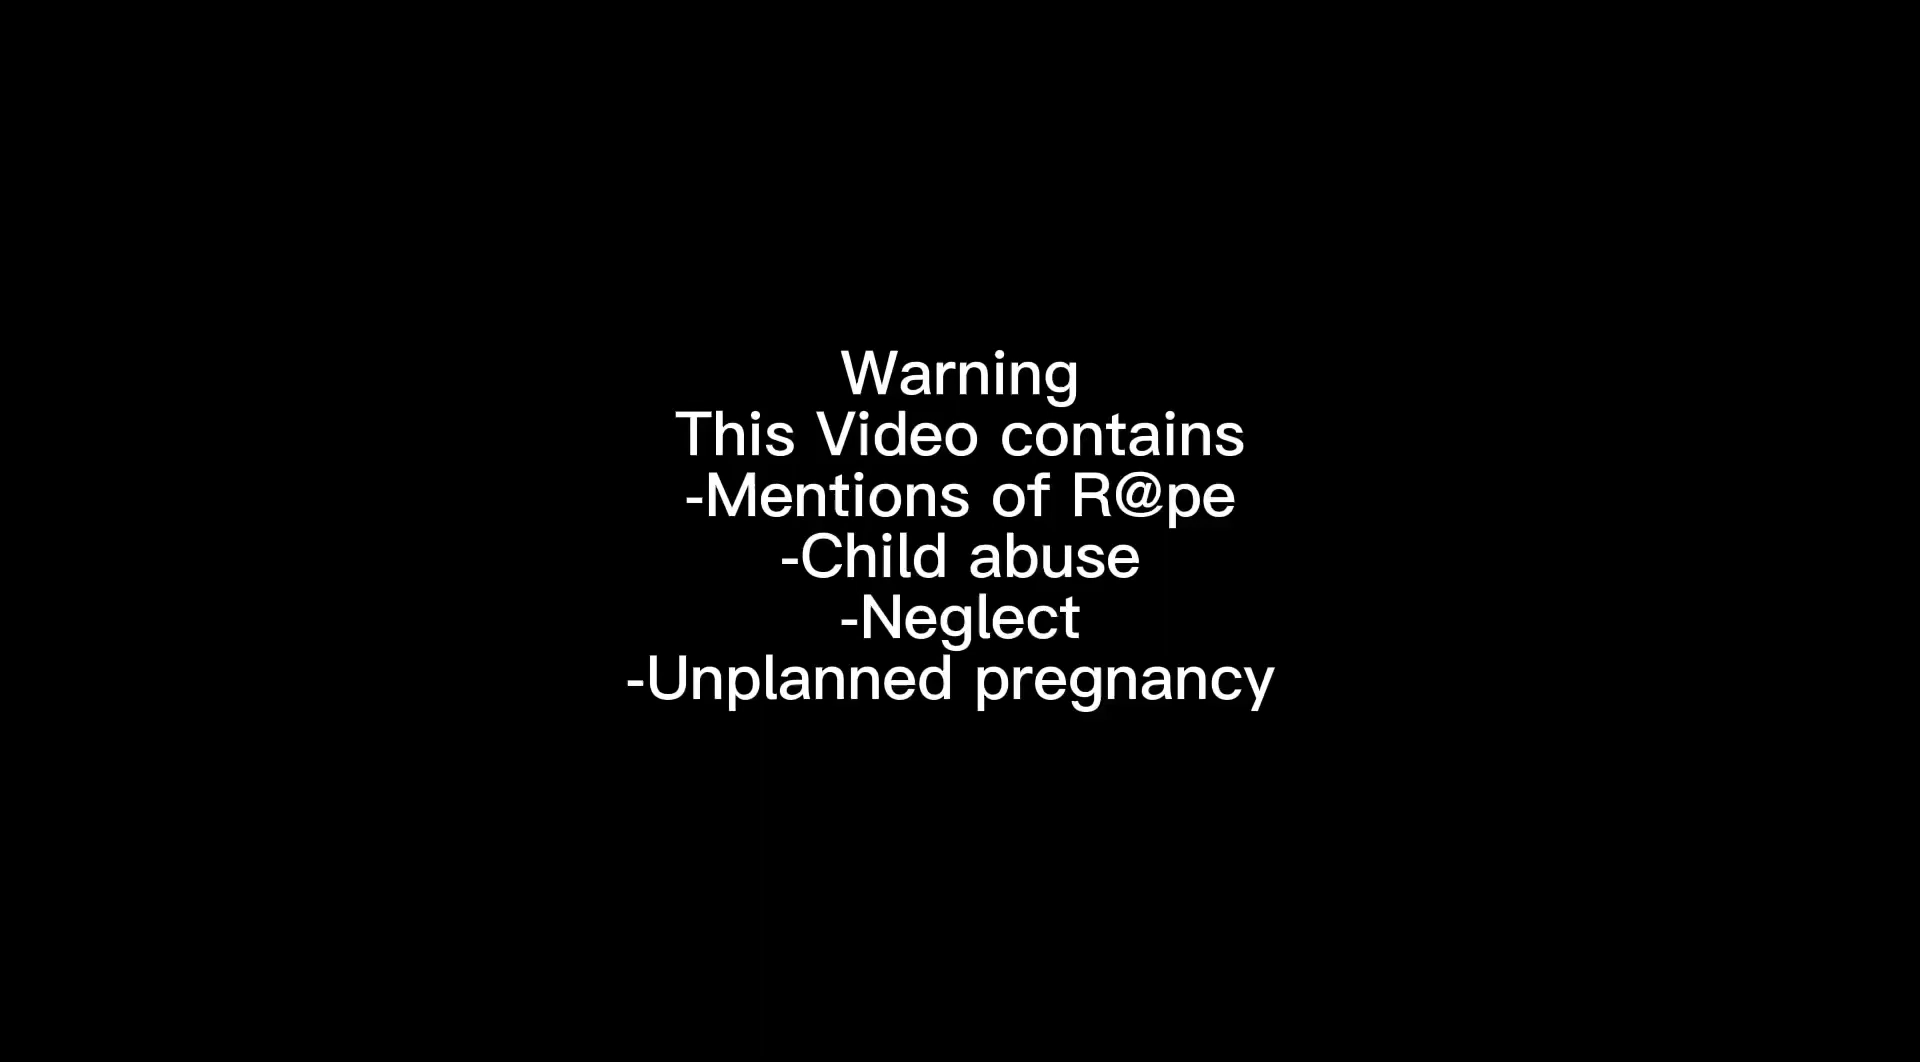 Warning
This Video contains
-Mentions of R@pe
-Child abuse
-Neglect
-Unplanned pregnancy